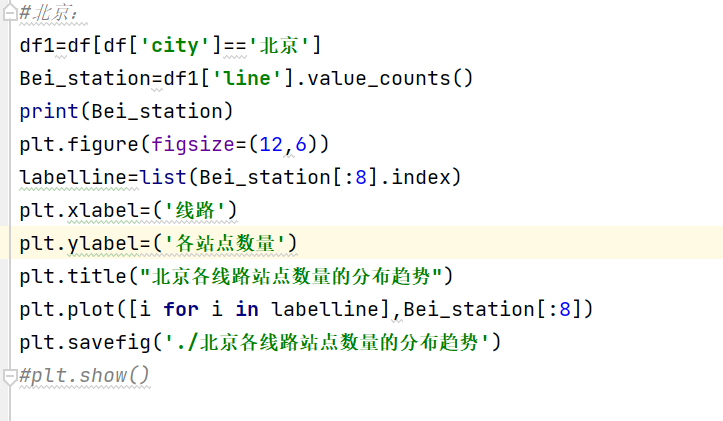 #北京：
df1=df[df['city']=='北京']
Bei_station=df1['line'].value_counts()
print(Bei_station)
plt.figure(figsize=(12,6))
labelline=list(Bei_station[:8].index)
plt.xlabel=('线路')
plt.ylabel=('各站点数量')
plt.title("北京各线路站点数量的分布趋势")
plt.plot([i for i in labelline],Bei_station[:8])
plt.savefig('./北京各线路站点数量的分布趋势')
#plt.show()